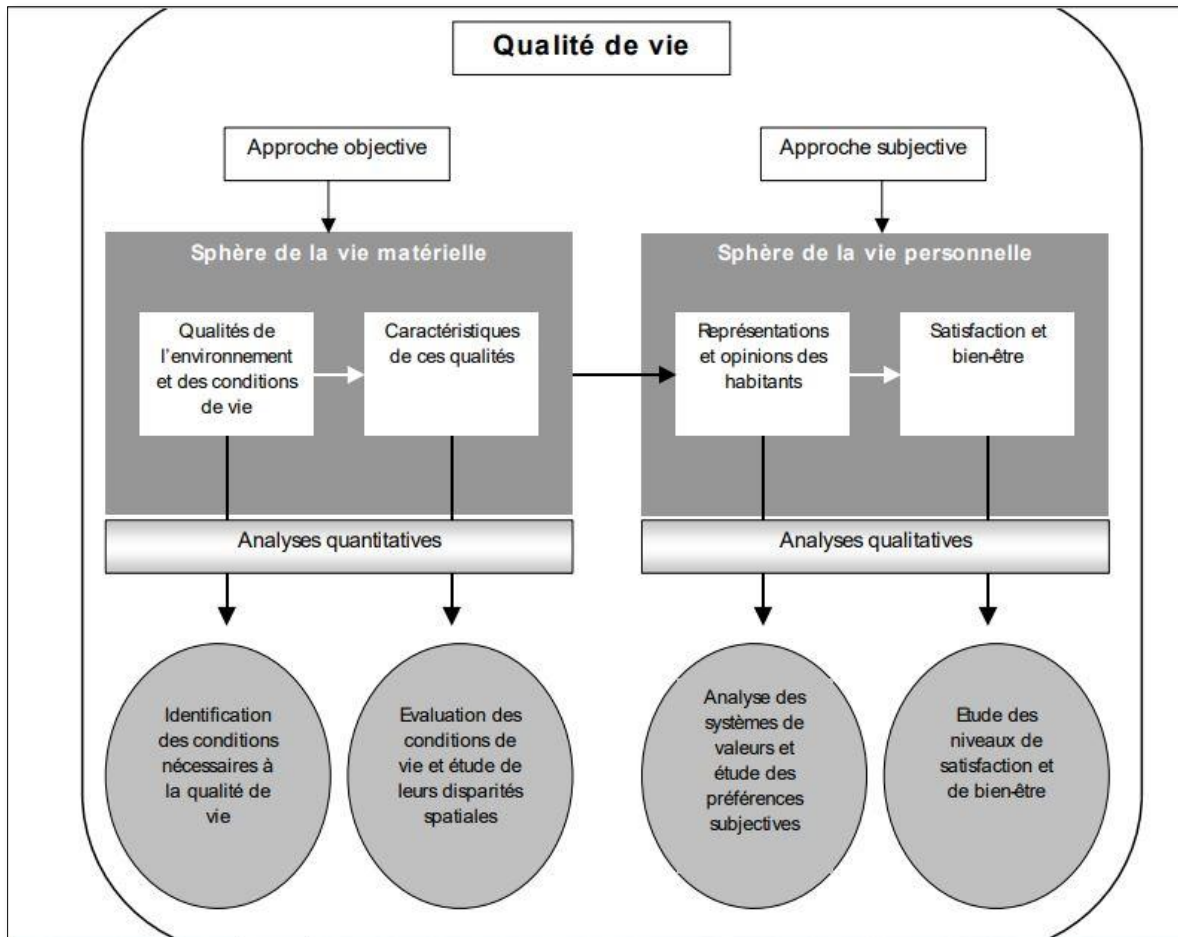 Qualité de vie
Approche objective
Approche subjective
Sphère de la vie matérielle
Sphère de la vie personnelle
Qualités de
l'environnement
et des conditions
de vie
Caractéristiques
de ces qualités
Représentations
et opinions des
habitants
Satisfaction et
bien-être
Analyses quantitatives
Analyses qualitatives
Identification
des conditions
nécessaires à
la qualité de
vie
Evaluation des
conditions de
vie et étude de
leurs disparités
spatiales
Analyse des
systèmes de
valeurs et
étude des
préférences
subjectives
Etude des
niveaux de
satisfaction et
de bien-être